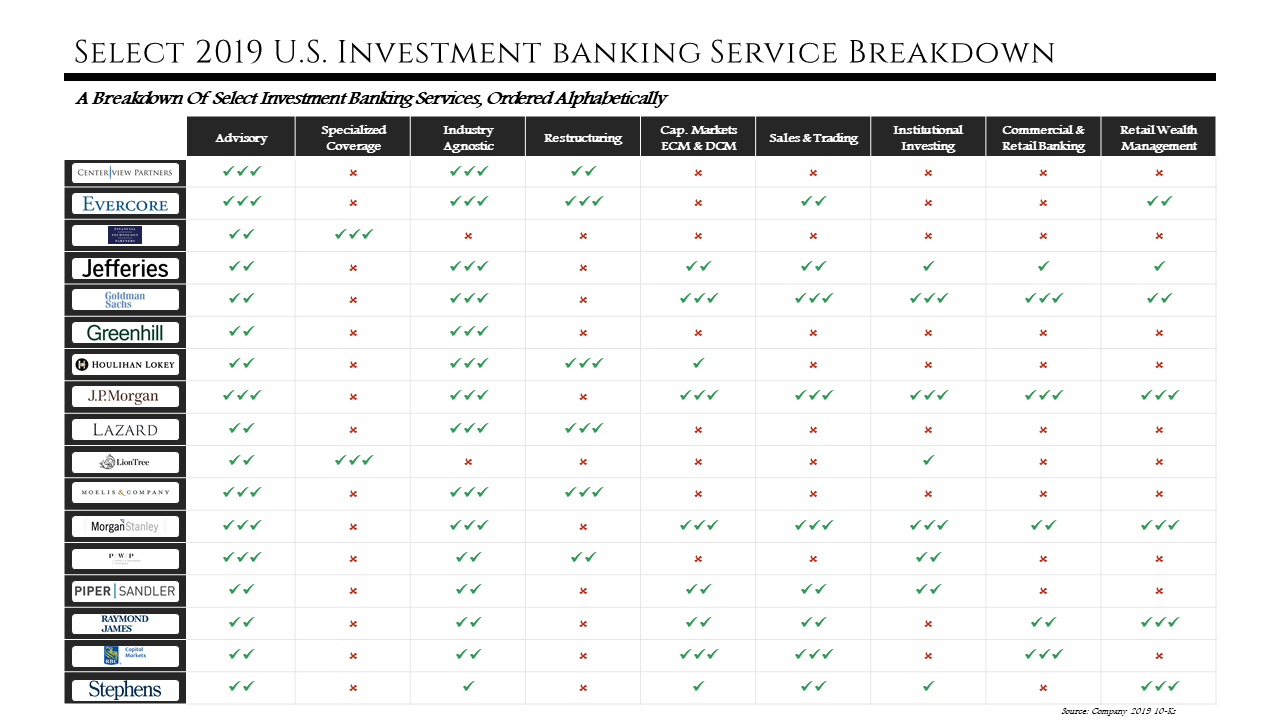 SELECT 2019 U.S. INVESTMENT BANKING SERVICE BREAKDOWN
A Breakdown Of Select Investment Banking Services, Ordered Alphabetically
Advisory Specialized Coverage Industry Agnostic Restructuring Cap. Markets ECM & DCM Sales & Trading Institutional Investing Commercial & Retail Banking Retail Wealth Management
CENTERVIEW PARTNERS ✓✓✓ × ✓✓✓ ✓✓ × × × × ×
EVERCORE ✓✓✓ × ✓✓✓ ✓✓✓ × ✓✓ × × ✓✓
FINANCIAL TECHNOLOGY PARTNERS ✓✓ ✓✓✓ × × × × × × ×
Jefferies ✓✓ × ✓✓✓ × ✓✓ ✓✓ ✓ ✓ ✓
Goldman Sachs ✓✓ × ✓✓✓ × ✓✓✓ ✓✓✓ ✓✓✓ ✓✓✓ ✓✓
Greenhill ✓✓ × ✓✓✓ × × × × × ×
HOULIHAN LOKEY ✓✓ × ✓✓✓ ✓✓✓ ✓ × × × ×
J.P.Morgan ✓✓✓ × ✓✓✓ × ✓✓✓ ✓✓✓ ✓✓✓ ✓✓✓ ✓✓✓
LAZARD ✓✓ × ✓✓✓ ✓✓✓ × × × × ×
LionTree ✓✓ ✓✓✓ × × × × ✓ × ×
MOELIS & COMPANY ✓✓✓ × ✓✓✓ ✓✓✓ × × × × ×
Morgan Stanley ✓✓✓ × ✓✓✓ × ✓✓✓ ✓✓✓ ✓✓✓ ✓✓ ✓✓✓
P W P ✓✓✓ × ✓✓ ✓✓ × × ✓✓ × ×
PIPER | SANDLER ✓✓ × ✓✓ × ✓✓ ✓✓ ✓✓ × ×
RAYMOND JAMES ✓✓ × ✓✓ × ✓✓ ✓✓ × ✓✓ ✓✓✓
RBC Capital Markets ✓✓ × ✓✓ × ✓✓✓ ✓✓✓ × ✓✓✓ ×
Stephens ✓✓ × ✓ × ✓ ✓✓ ✓ × ✓✓✓
Source: Company 2019 10-Ks